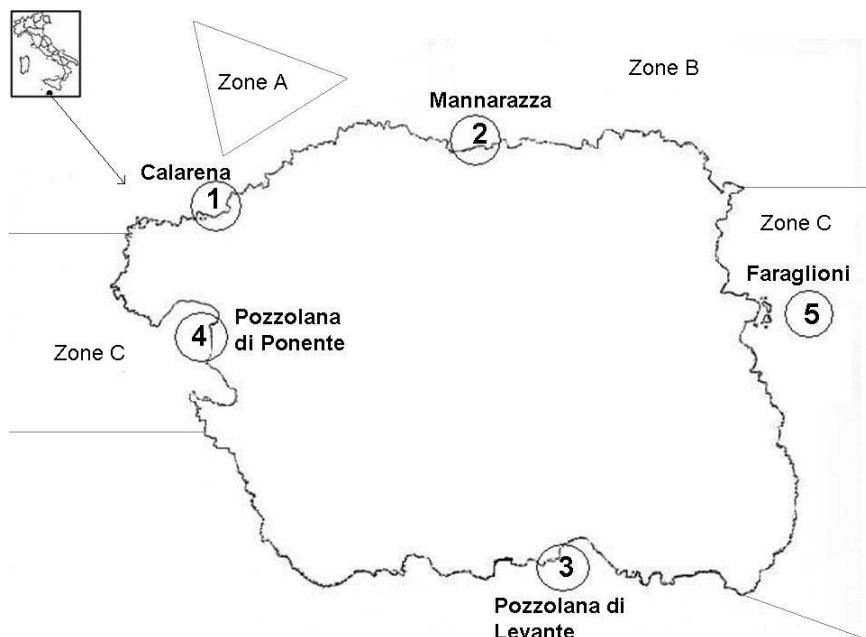 Zone A
Zone B
Mannarazza
2
Calarena
1
Zone C
Faraglioni
5
Pozzolana
di Ponente
4
Zone C
3
Pozzolana di
Levante